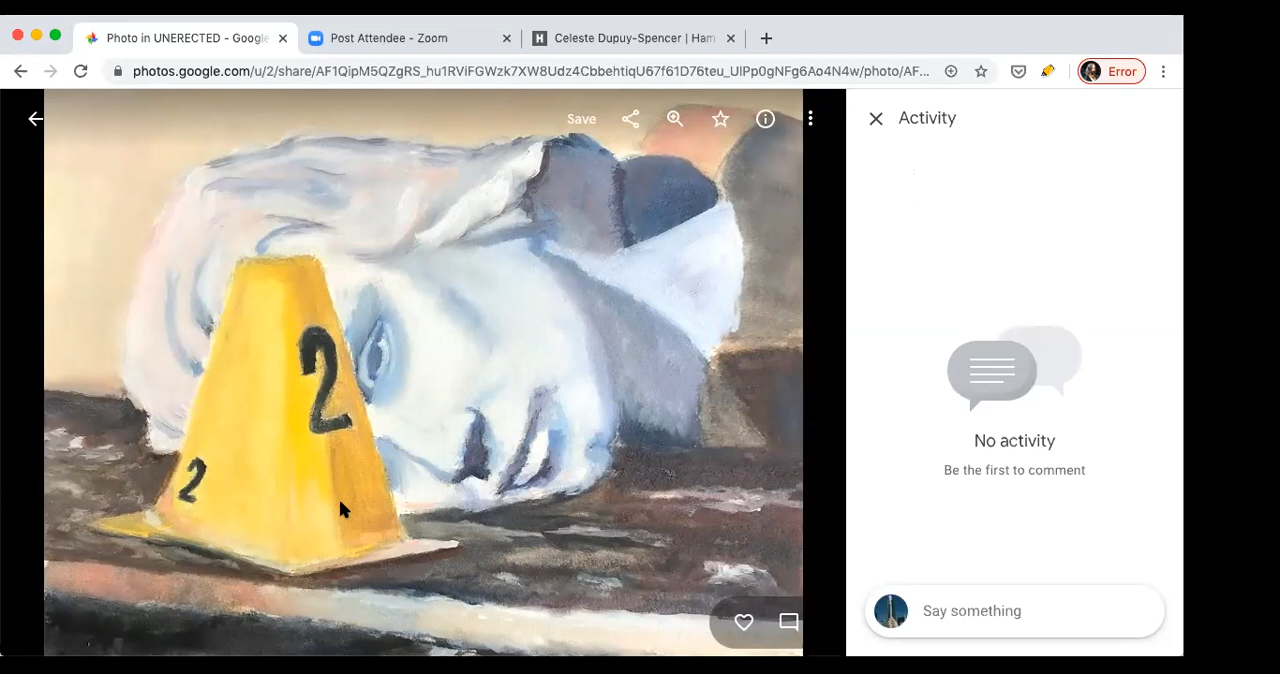 Photo in UNERECTED - Google
Post Attendee - Zoom
Celeste Dupuy-Spencer | Ham
photos.google.com/u/2/share/AF1QipM5QZgRS_hu1RViFGWzk7XW8Udz4CbbehtiqU67f61D76teu_UlPp0gNFg6Ao4N4w/photo/AF...
Error
Save
Activity
2
2
No activity
Be the first to comment
Say something